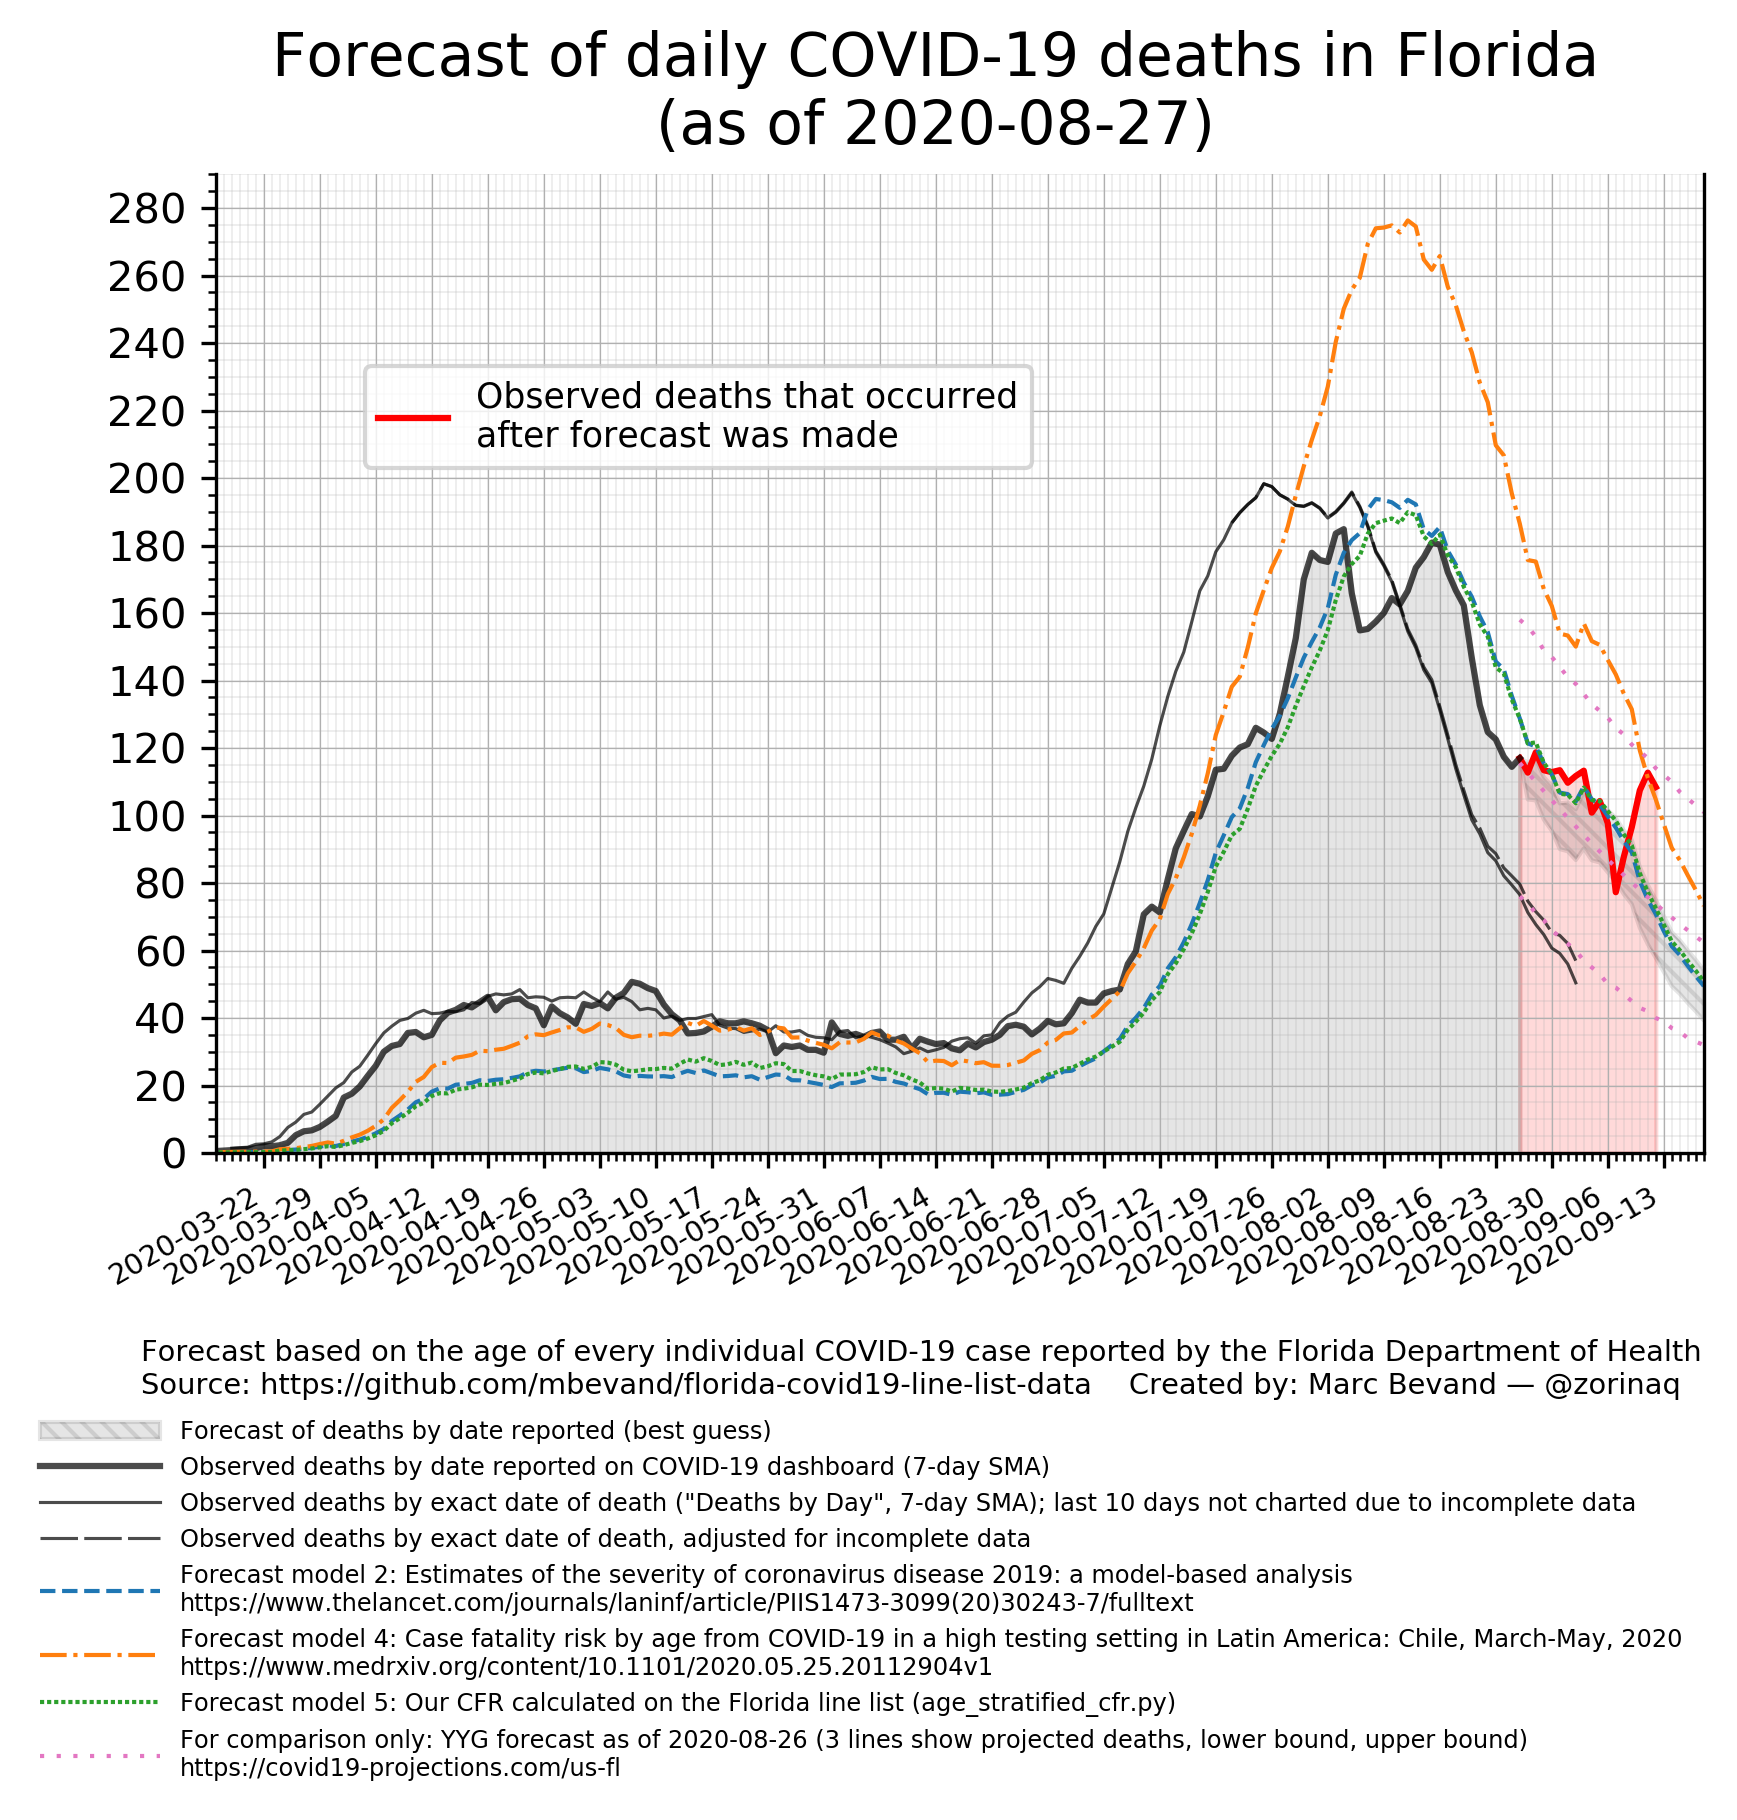 Forecast of daily COVID-19 deaths in Florida
(as of 2020-08-27)
280
260
240
220
200
180
160
140
120
100
80
60
40
20
0
Observed deaths that occurred
after forecast was made
2020-03-22
2020-03-29
2020-04-05
2020-04-12
2020-04-19
2020-04-26
2020-05-03
2020-05-10
2020-05-17
2020-05-24
2020-05-31
2020-06-07
2020-06-14
2020-06-21
2020-06-28
2020-07-05
2020-07-12
2020-07-19
2020-07-26
2020-08-02
2020-08-09
2020-08-16
2020-08-23
2020-08-30
2020-09-06
2020-09-13
Forecast based on the age of every individual COVID-19 case reported by the Florida Department of Health
Source: https://github.com/mbevand/florida-covid19-line-list-data    Created by: Marc Bevand — @zorinaq
Forecast of deaths by date reported (best guess)
Observed deaths by date reported on COVID-19 dashboard (7-day SMA)
Observed deaths by exact date of death ("Deaths by Day", 7-day SMA); last 10 days not charted due to incomplete data
Observed deaths by exact date of death, adjusted for incomplete data
Forecast model 2: Estimates of the severity of coronavirus disease 2019: a model-based analysis
https://www.thelancet.com/journals/laninf/article/PIIS1473-3099(20)30243-7/fulltext
Forecast model 4: Case fatality risk by age from COVID-19 in a high testing setting in Latin America: Chile, March-May, 2020
https://www.medrxiv.org/content/10.1101/2020.05.25.20112904v1
Forecast model 5: Our CFR calculated on the Florida line list (age_stratified_cfr.py)
For comparison only: YYG forecast as of 2020-08-26 (3 lines show projected deaths, lower bound, upper bound)
https://covid19-projections.com/us-fl